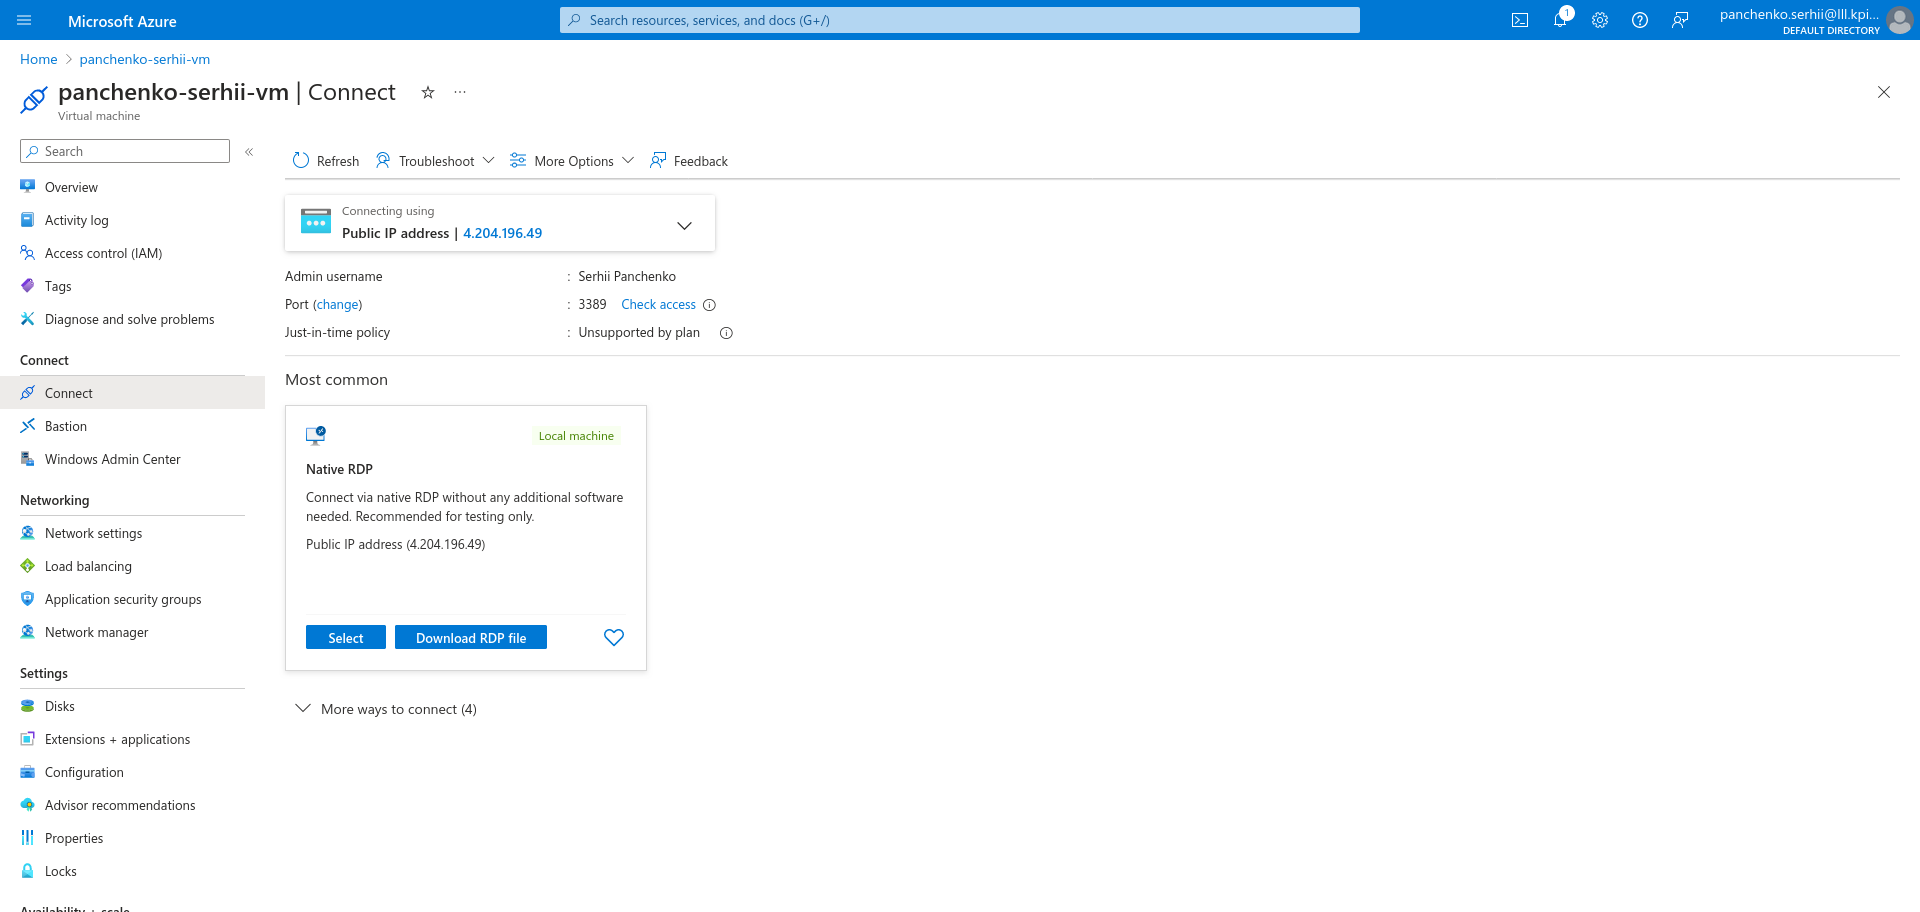 Microsoft Azure
Search resources, services, and docs (G+/)
1
panchenko.serhii@lll.kpi...
DEFAULT DIRECTORY
Home > panchenko-serhii-vm
panchenko-serhii-vm | Connect
Virtual machine
Search
Overview
Activity log
Access control (IAM)
Tags
Diagnose and solve problems
Connect
Connect
Bastion
Windows Admin Center
Networking
Network settings
Load balancing
Application security groups
Network manager
Settings
Disks
Extensions + applications
Configuration
Advisor recommendations
Properties
Locks
Availability + scale
Refresh Troubleshoot More Options Feedback
Connecting using
Public IP address | 4.204.196.49
Admin username : Serhii Panchenko
Port (change) : 3389 Check access
Just-in-time policy : Unsupported by plan
Most common
Local machine
Native RDP
Connect via native RDP without any additional software
needed. Recommended for testing only.
Public IP address (4.204.196.49)
Select Download RDP file
More ways to connect (4)